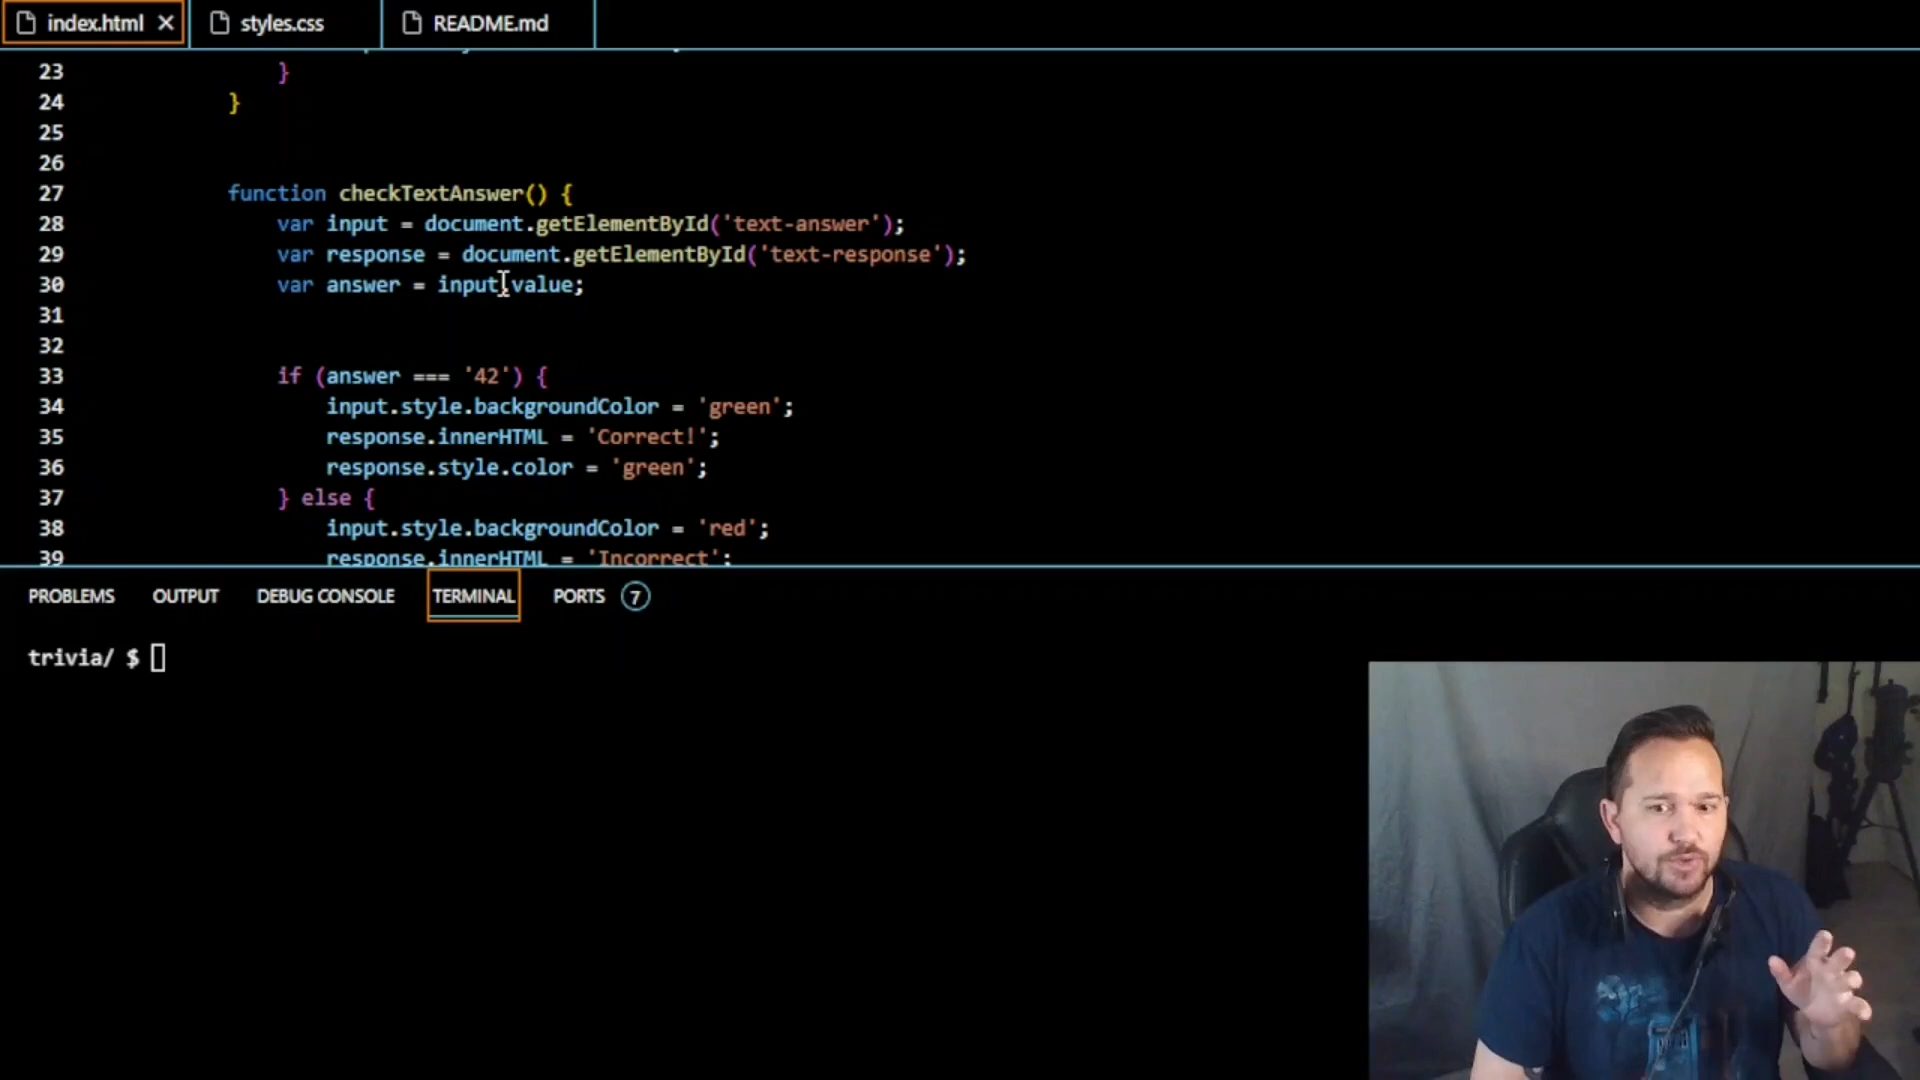 index.html
styles.css
README.md
23 }
24 }
25
26
27 function checkTextAnswer() {
28 var input = document.getElementById('text-answer');
29 var response = document.getElementById('text-response');
30 var answer = input.value;
31
32
33 if (answer === '42') {
34 input.style.backgroundColor = 'green';
35 response.innerHTML = 'Correct!';
36 response.style.color = 'green';
37 } else {
38 input.style.backgroundColor = 'red';
39 response.innerHTML = 'Incorrect';
PROBLEMS OUTPUT DEBUG CONSOLE TERMINAL PORTS 7
trivia/ $